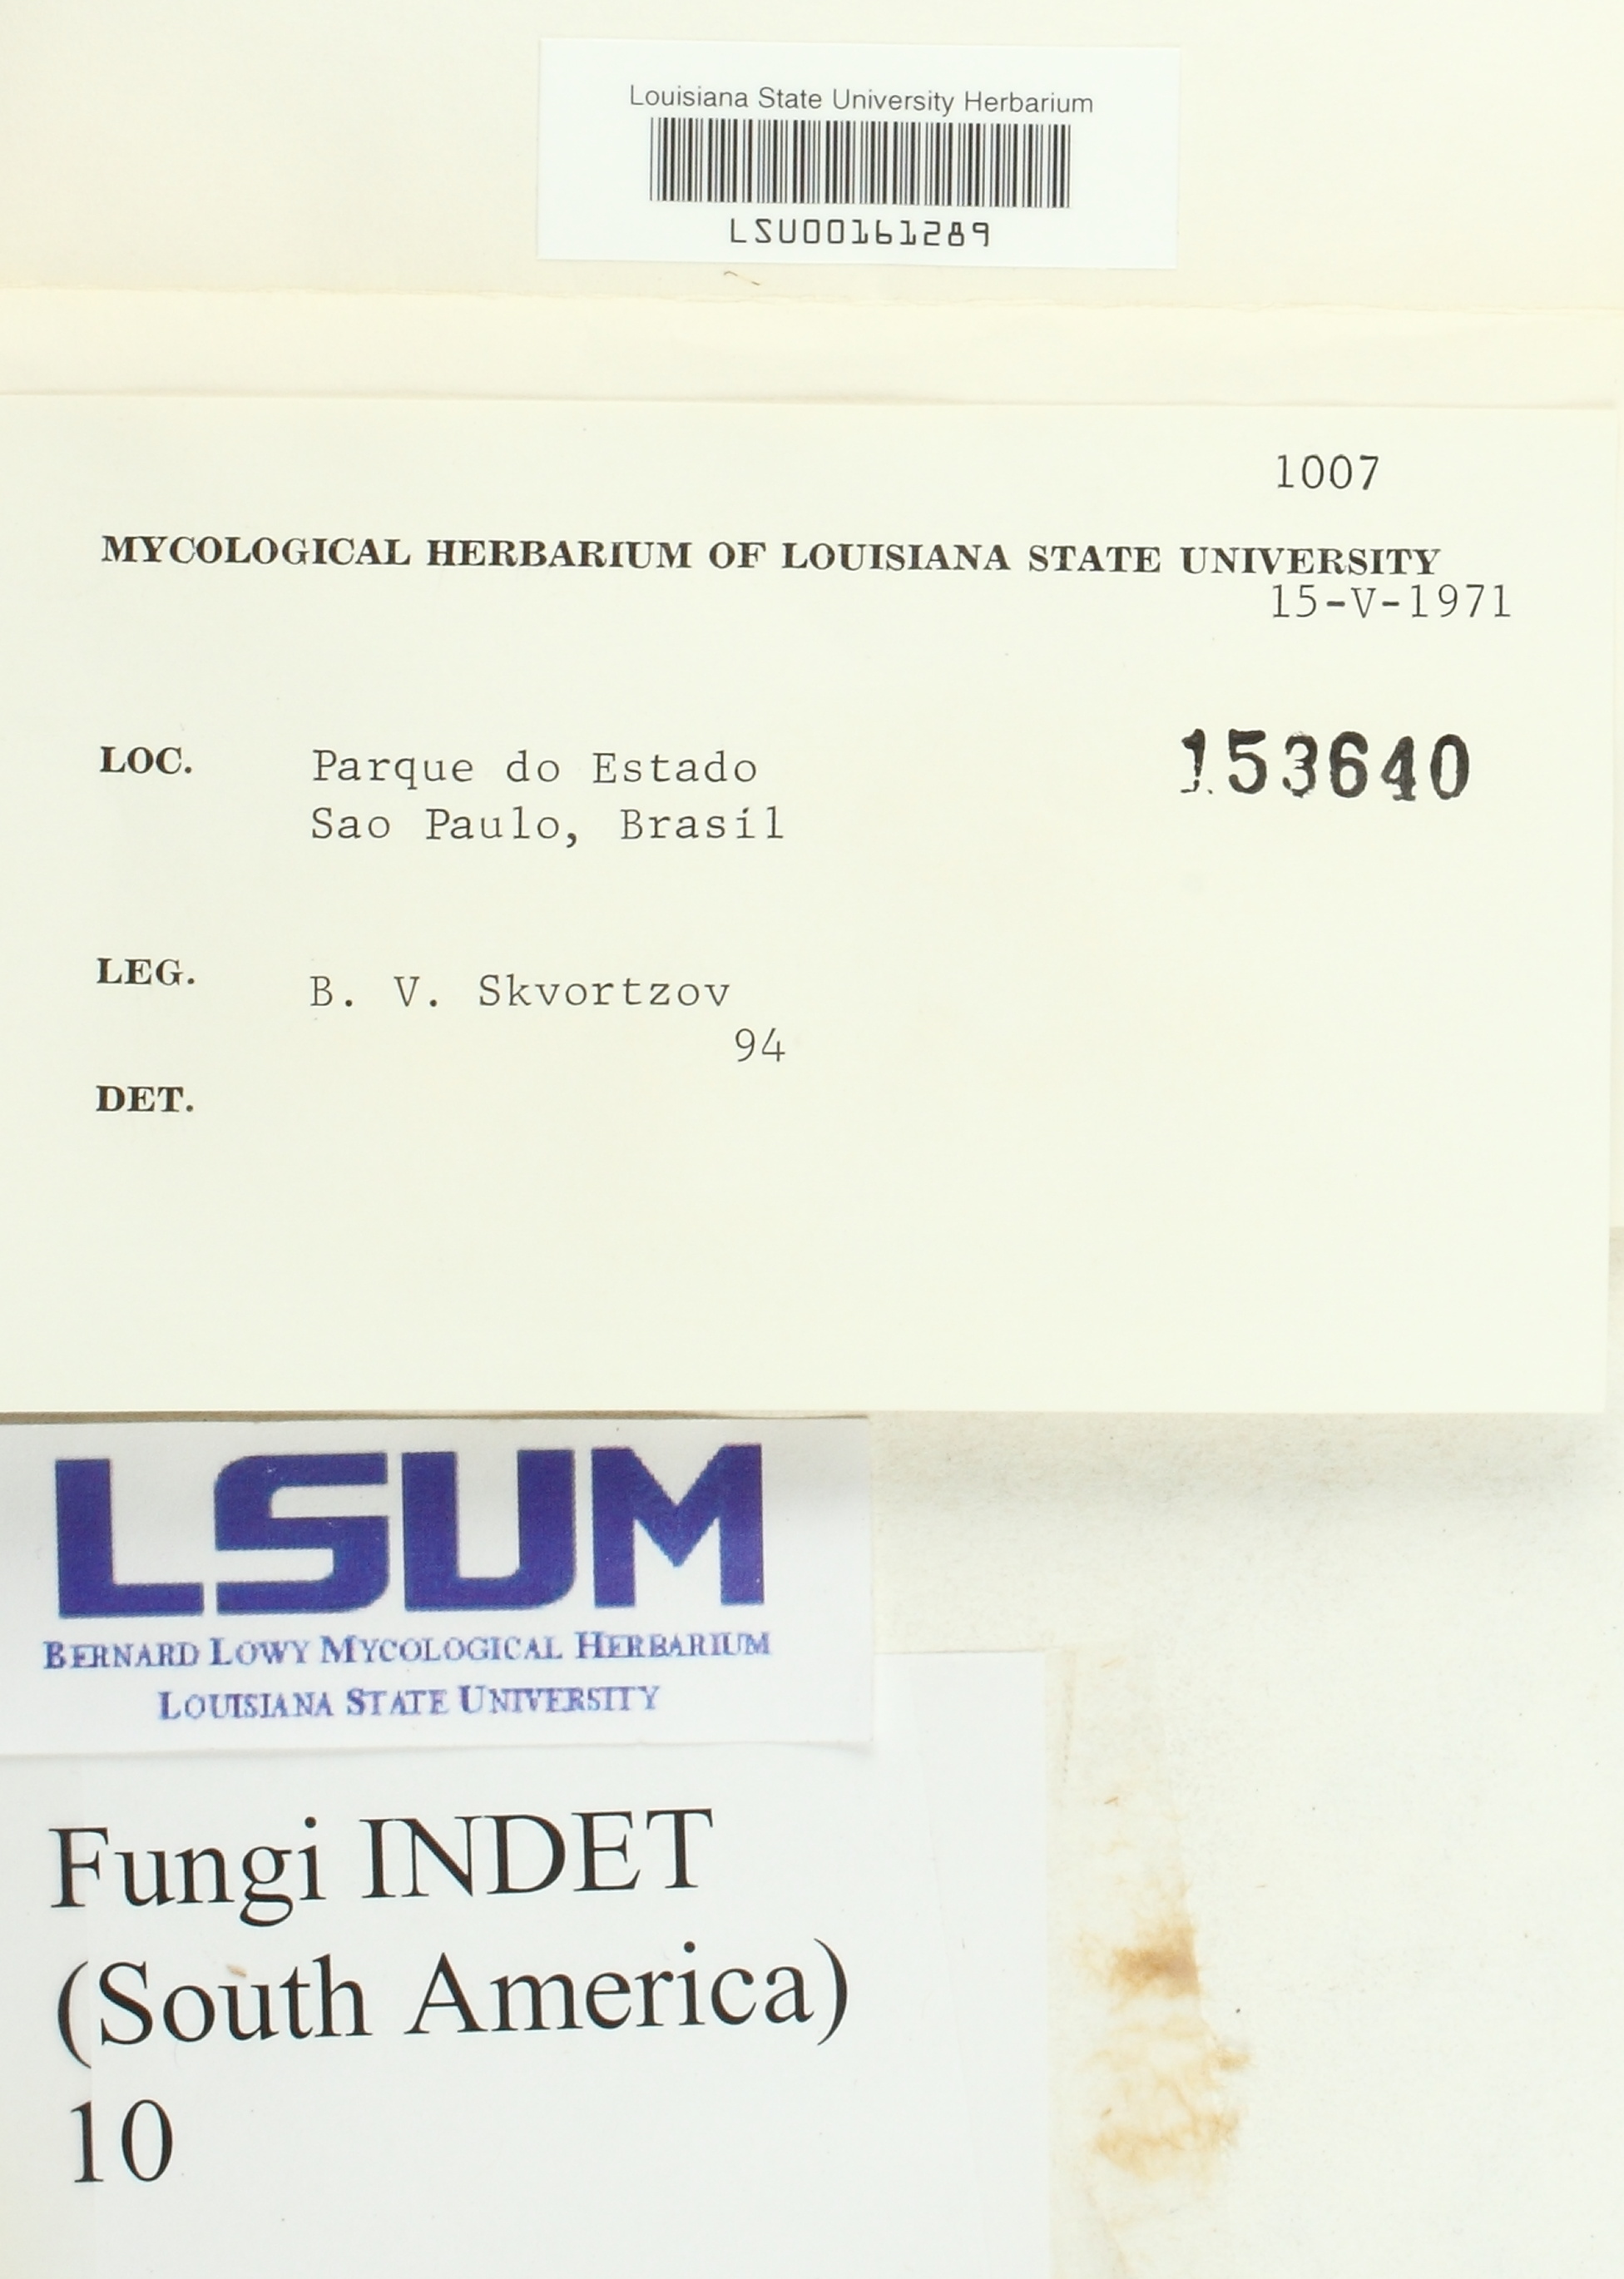 Louisiana State University Herbarium
LSU00161289
1007
MYCOLOGICAL HERBARIUM OF LOUISIANA STATE UNIVERSITY
15-V-1971
LOC. Parque do Estado 153640
Sao Paulo, Brasil
LEG. B. V. Skvortzov
94
DET.
LSUM
BERNARD LOWY MYCOLOGICAL HERBARIUM
LOUISIANA STATE UNIVERSITY
Fungi INDET
(South America)
10